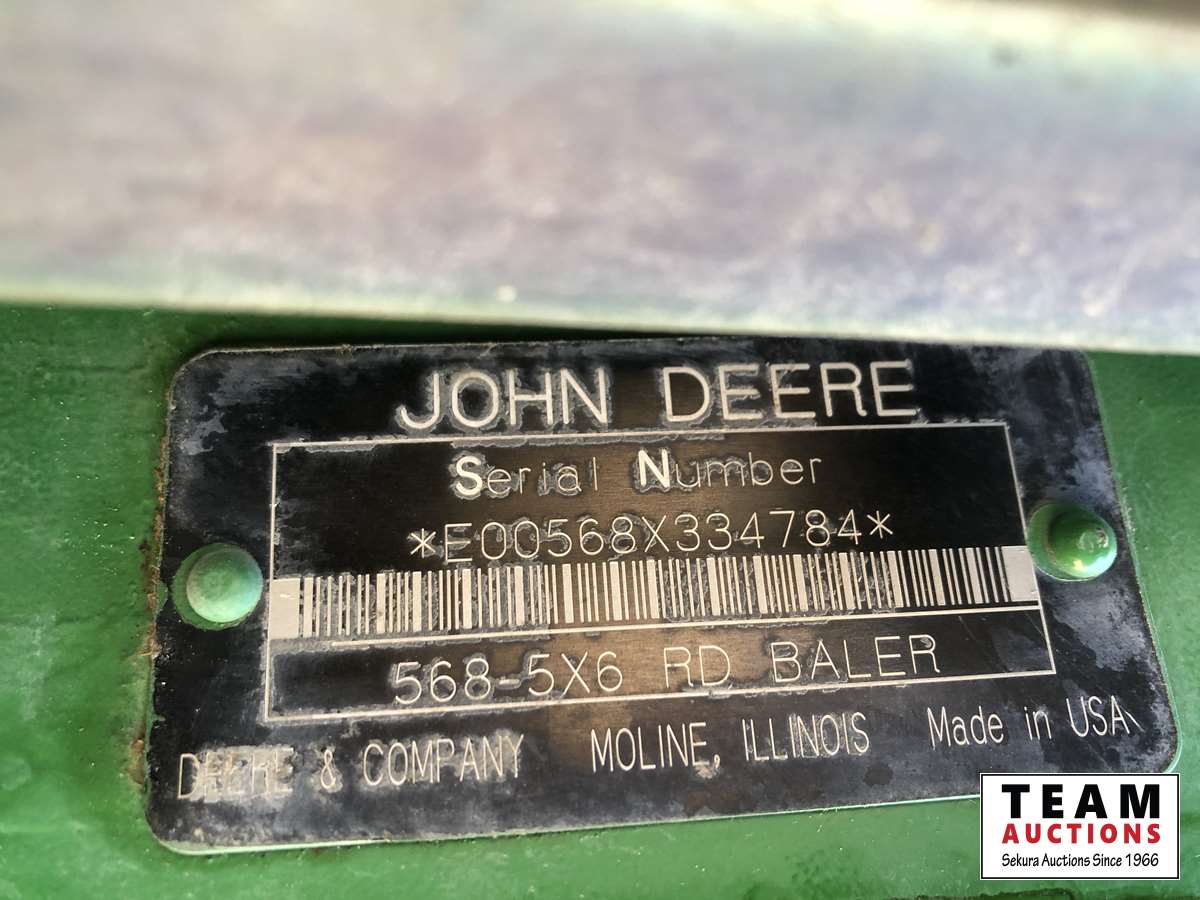 JOHN DEERE
Serial Number
*E00568X334784*
568-5X6 RD BALER
DEERE & COMPANY MOLINE, ILLINOIS Made in USA
TEAM
AUCTIONS
Sekura Auctions Since 1966